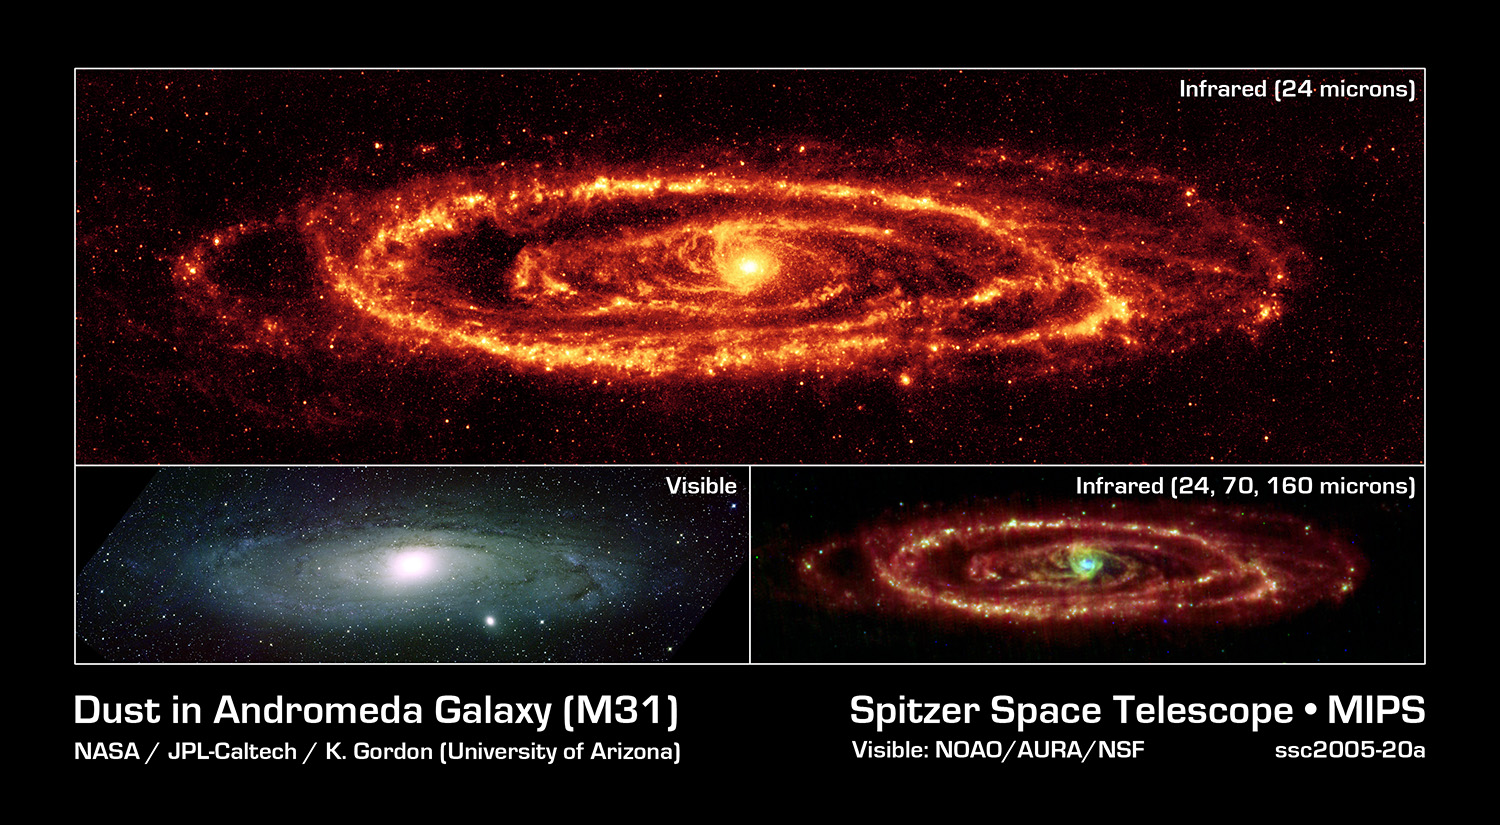 Infrared (24 microns)
Visible
Infrared (24, 70, 160 microns)
Dust in Andromeda Galaxy (M31)
NASA / JPL-Caltech / K. Gordon (University of Arizona)
Spitzer Space Telescope • MIPS
Visible: NOAO/AURA/NSF
ssc2005-20a